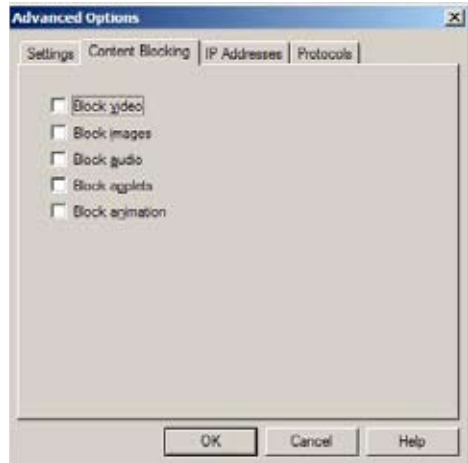 Advanced Options
Settings Content Blocking IP Addresses Protocols
Block video
Block images
Block audio
Block applets
Block animation
OK Cancel Help